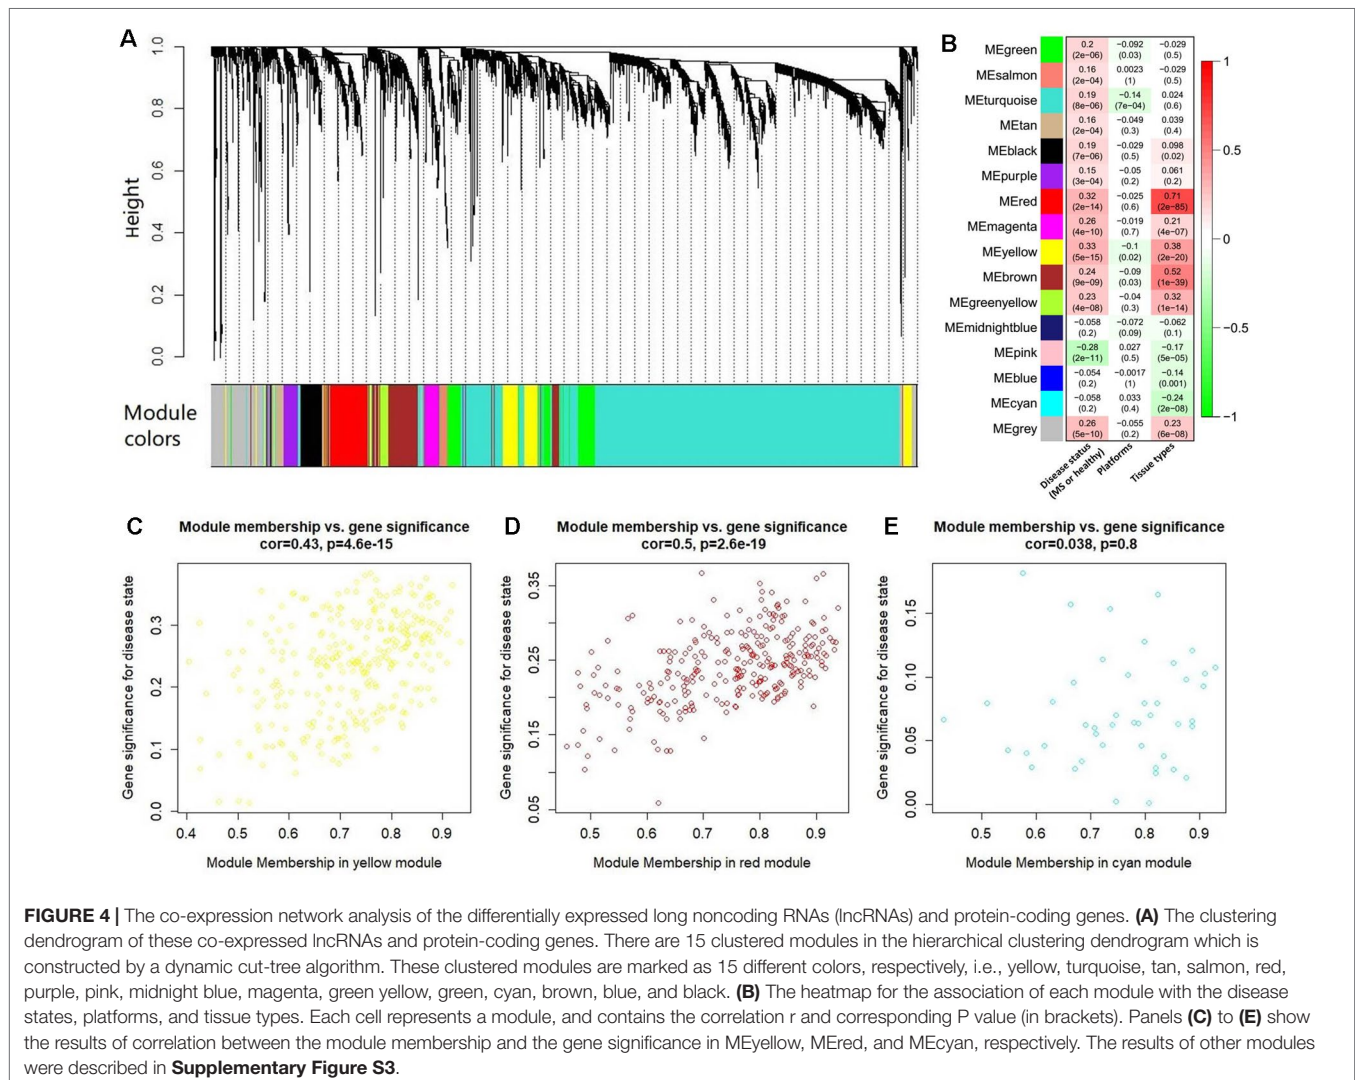 A
1.0
0.8
0.6
0.4
0.2
0.0
Height
Module
colors
B
MEgreen 0.2 −0.092 −0.029
(2e−06) (0.03) (0.5)
MEsalmon 0.16 0.0023 −0.029
(2e−04) (1) (0.5)
MEturquoise 0.19 −0.14 0.024
(8e−06) (7e−04) (0.6)
MEtan 0.16 −0.049 0.039
(2e−04) (0.3) (0.4)
MEblack 0.19 −0.029 0.098
(7e−06) (0.5) (0.02)
MEpurple 0.15 −0.05 0.061
(3e−04) (0.2) (0.2)
MEred 0.32 −0.025 0.71
(2e−14) (0.6) (2e−85)
MEmagenta 0.26 −0.019 0.21
(4e−10) (0.7) (4e−07)
MEyellow 0.33 −0.1 0.38
(5e−15) (0.02) (2e−20)
MEbrown 0.24 −0.09 0.52
(9e−09) (0.03) (1e−39)
MEgreenyellow 0.23 −0.04 0.32
(4e−08) (0.3) (1e−14)
MEmidnightblue −0.058 −0.072 −0.062
(0.2) (0.09) (0.1)
MEpink −0.28 0.027 −0.17
(2e−11) (0.5) (5e−05)
MEblue −0.054 −0.0017 −0.14
(0.2) (1) (0.001)
MEcyan −0.058 0.033 −0.24
(0.2) (0.4) (2e−08)
MEgrey 0.26 −0.055 0.23
(5e−10) (0.2) (6e−08)
Disease status
(MS or healthy)
Platforms
Tissue types
1
0.5
0
−0.5
−1
C
Module membership vs. gene significance
cor=0.43, p=4.6e-15
Gene significance for disease state
0.3
0.2
0.1
0.0
0.4 0.5 0.6 0.7 0.8 0.9
Module Membership in yellow module
D
Module membership vs. gene significance
cor=0.5, p=2.6e-19
Gene significance for disease state
0.35
0.25
0.15
0.05
0.5 0.6 0.7 0.8 0.9
Module Membership in red module
E
Module membership vs. gene significance
cor=0.038, p=0.8
Gene significance for disease state
0.15
0.10
0.05
0.00
0.5 0.6 0.7 0.8 0.9
Module Membership in cyan module
FIGURE 4 | The co-expression network analysis of the differentially expressed long noncoding RNAs (lncRNAs) and protein-coding genes. (A) The clustering
dendrogram of these co-expressed lncRNAs and protein-coding genes. There are 15 clustered modules in the hierarchical clustering dendrogram which is
constructed by a dynamic cut-tree algorithm. These clustered modules are marked as 15 different colors, respectively, i.e., yellow, turquoise, tan, salmon, red,
purple, pink, midnight blue, magenta, green yellow, green, cyan, brown, blue, and black. (B) The heatmap for the association of each module with the disease
states, platforms, and tissue types. Each cell represents a module, and contains the correlation r and corresponding P value (in brackets). Panels (C) to (E) show
the results of correlation between the module membership and the gene significance in MEyellow, MEred, and MEcyan, respectively. The results of other modules
were described in Supplementary Figure S3.